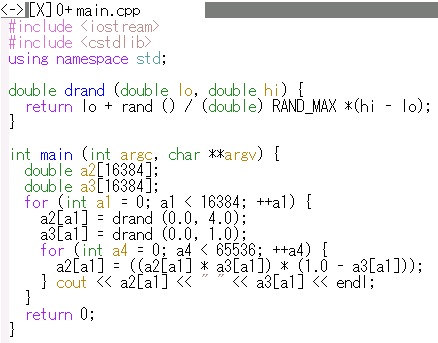 <->[X]0+main.cpp
#include <iostream>
#include <cstdlib>
using namespace std;

double drand (double lo, double hi) {
  return lo + rand () / (double) RAND_MAX *(hi - lo);
}

int main (int argc, char **argv) {
  double a2[16384];
  double a3[16384];
  for (int a1 = 0; a1 < 16384; ++a1) {
    a2[a1] = drand (0.0, 4.0);
    a3[a1] = drand (0.0, 1.0);
    for (int a4 = 0; a4 < 65536; ++a4) {
      a2[a1] = ((a2[a1] * a3[a1]) * (1.0 - a3[a1]));
    } cout << a2[a1] << " " << a3[a1] << endl;
  }
  return 0;
}